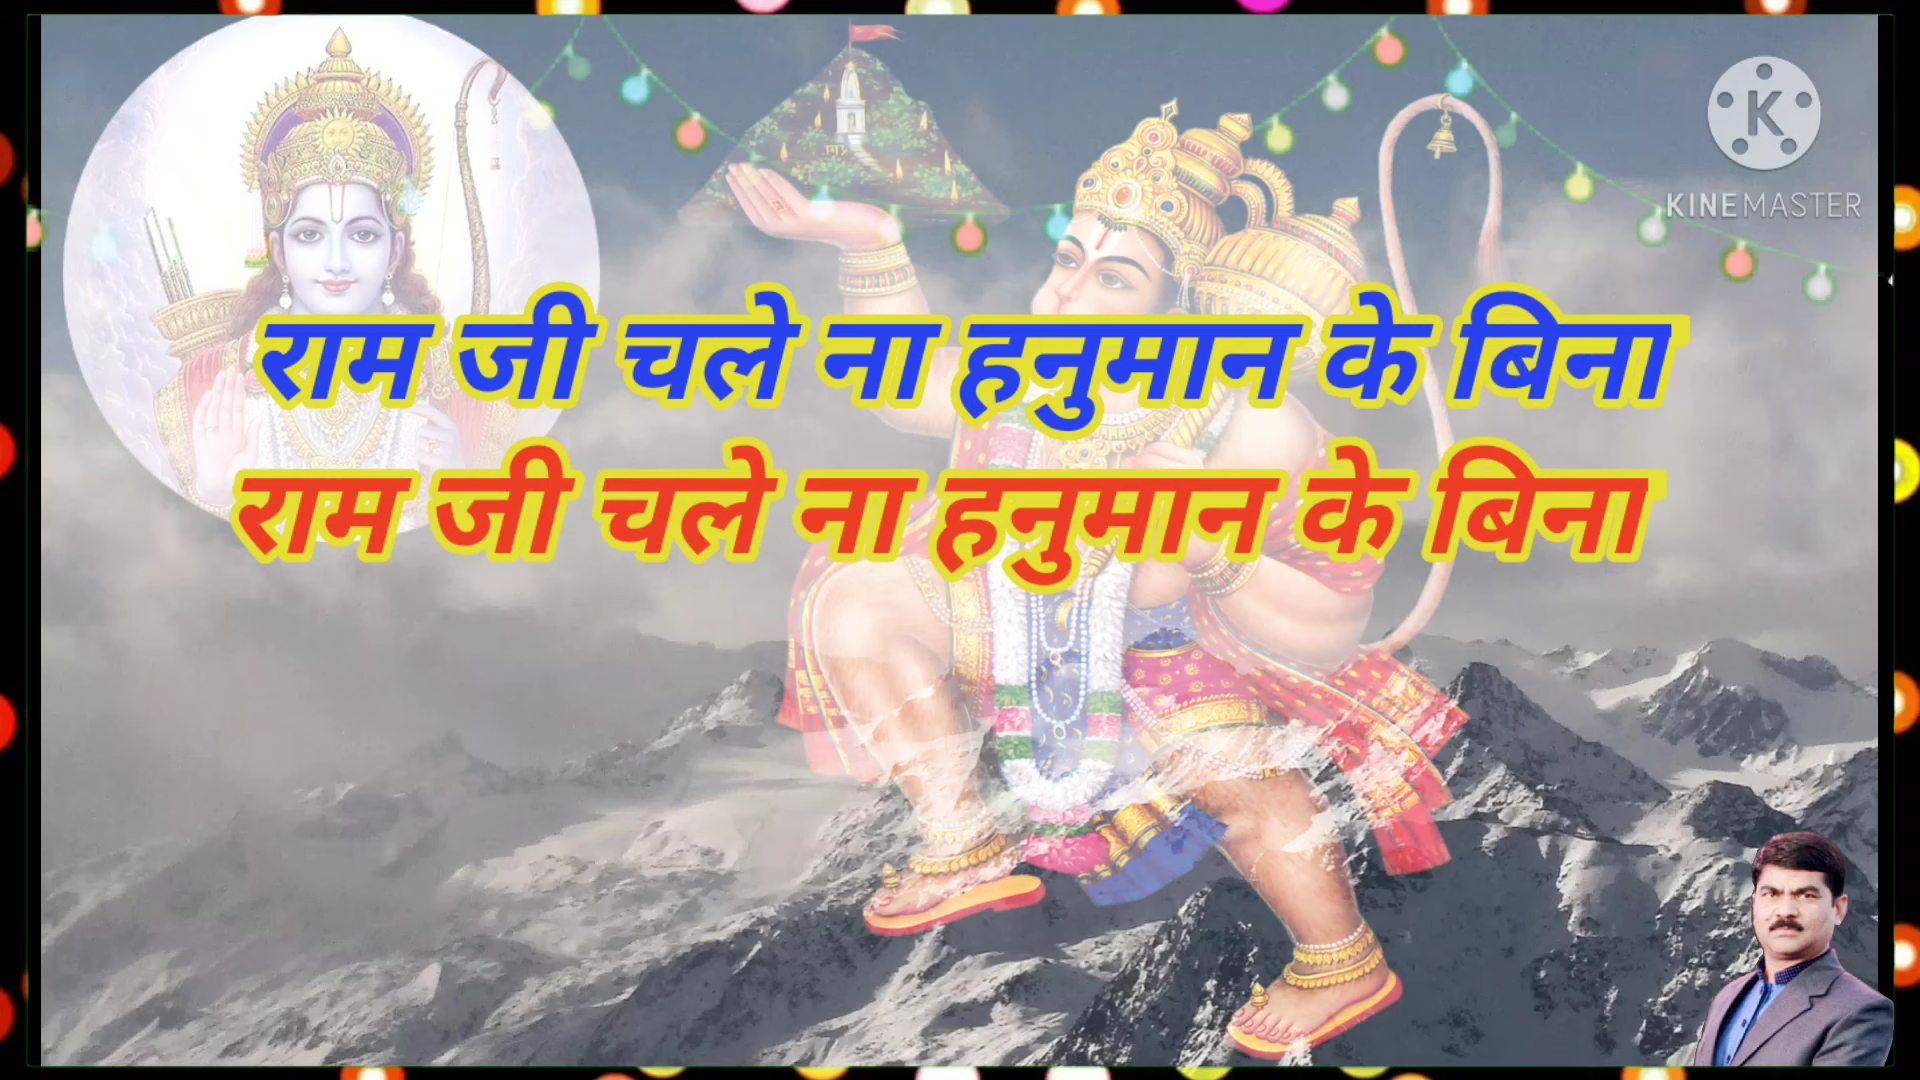 KINEMASTER
राम जी चले ना हनुमान के बिना
राम जी चले ना हनुमान के बिना